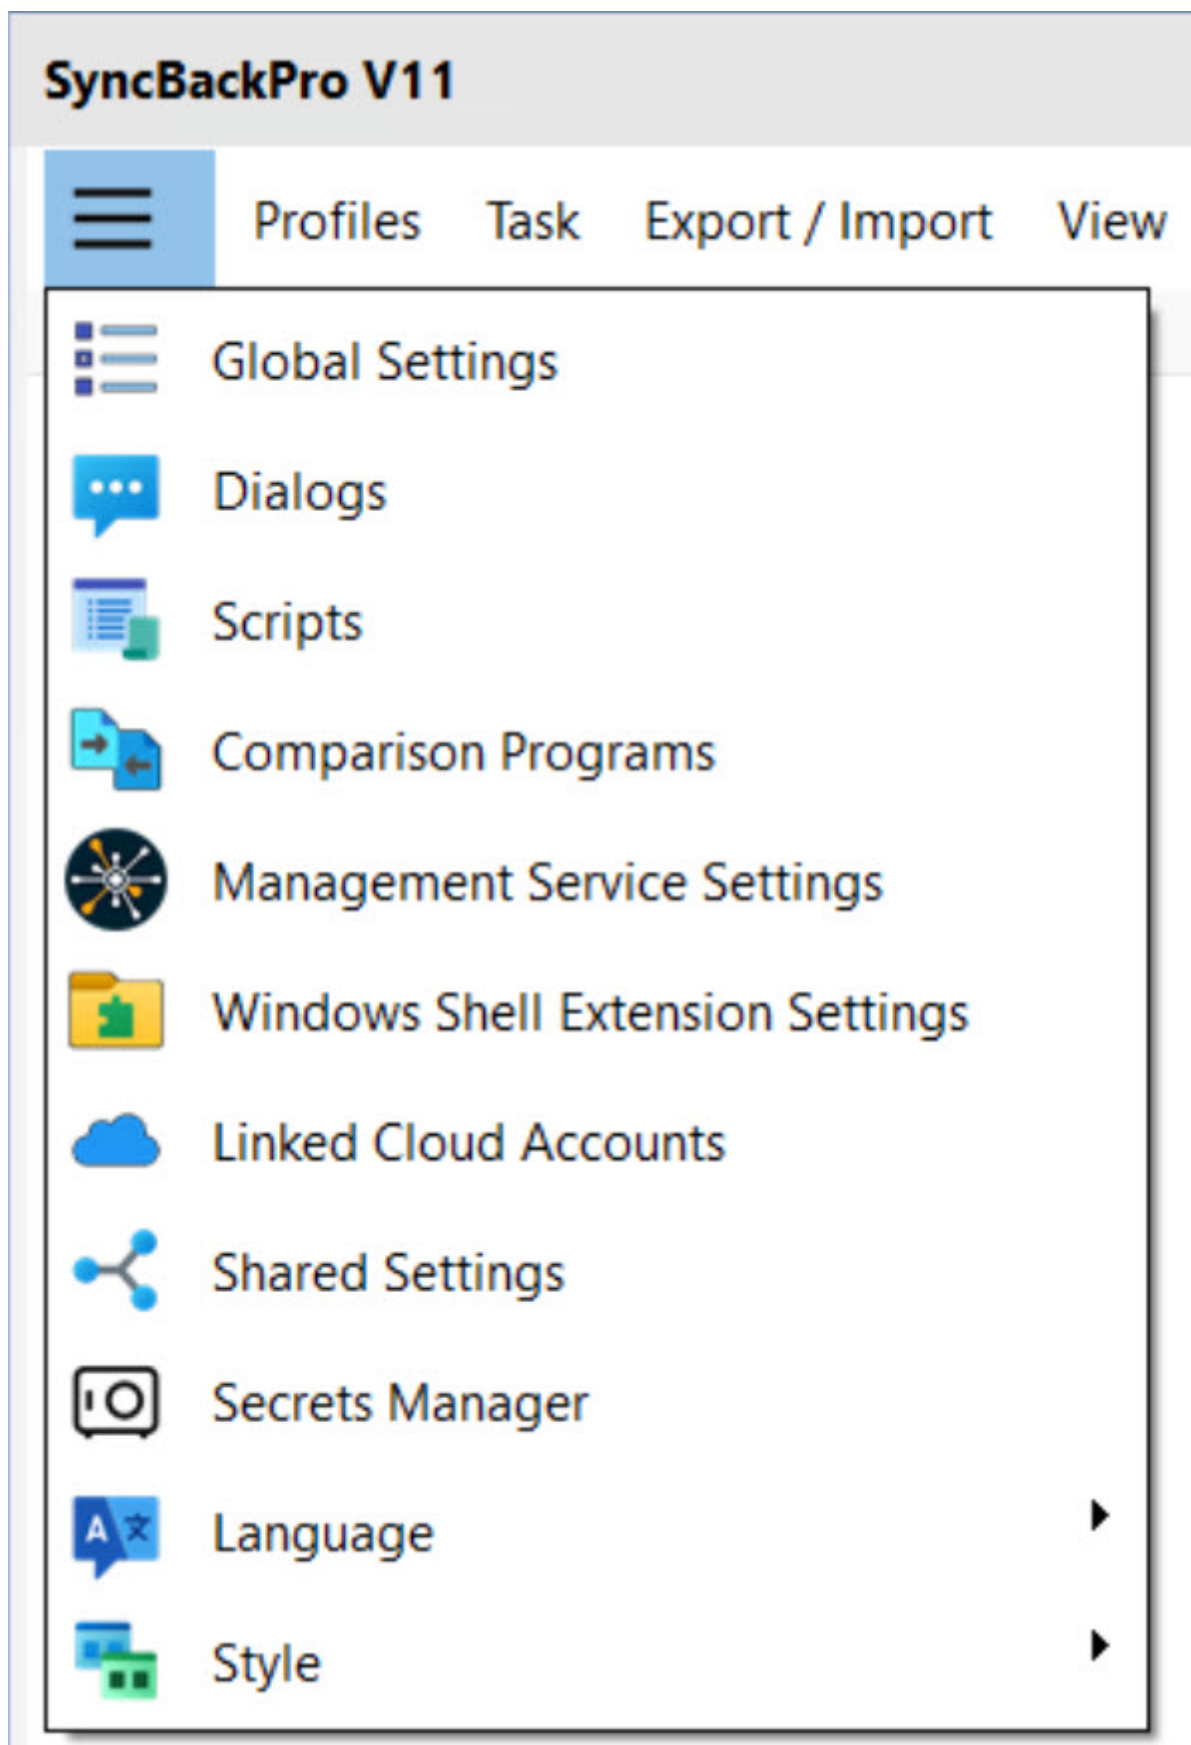 SyncBackPro V11
Profiles Task Export / Import View
Global Settings
Dialogs
Scripts
Comparison Programs
Management Service Settings
Windows Shell Extension Settings
Linked Cloud Accounts
Shared Settings
Secrets Manager
Language
Style